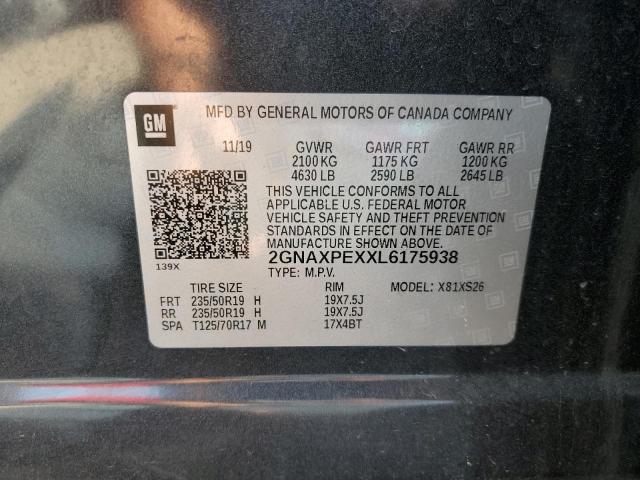 GM
MFD BY GENERAL MOTORS OF CANADA COMPANY
11/19 GVWR GAWR FRT GAWR RR
2100 KG 1175 KG 1200 KG
4630 LB 2590 LB 2645 LB
THIS VEHICLE CONFORMS TO ALL
APPLICABLE U.S. FEDERAL MOTOR
VEHICLE SAFETY AND THEFT PREVENTION
STANDARDS IN EFFECT ON THE DATE OF
MANUFACTURE SHOWN ABOVE.
139X 2GNAXPEXXL6175938
TYPE: M.P.V.
TIRE SIZE RIM MODEL: X81XS26
FRT 235/50R19 H 19X7.5J
RR 235/50R19 H 19X7.5J
SPA T125/70R17 M 17X4BT